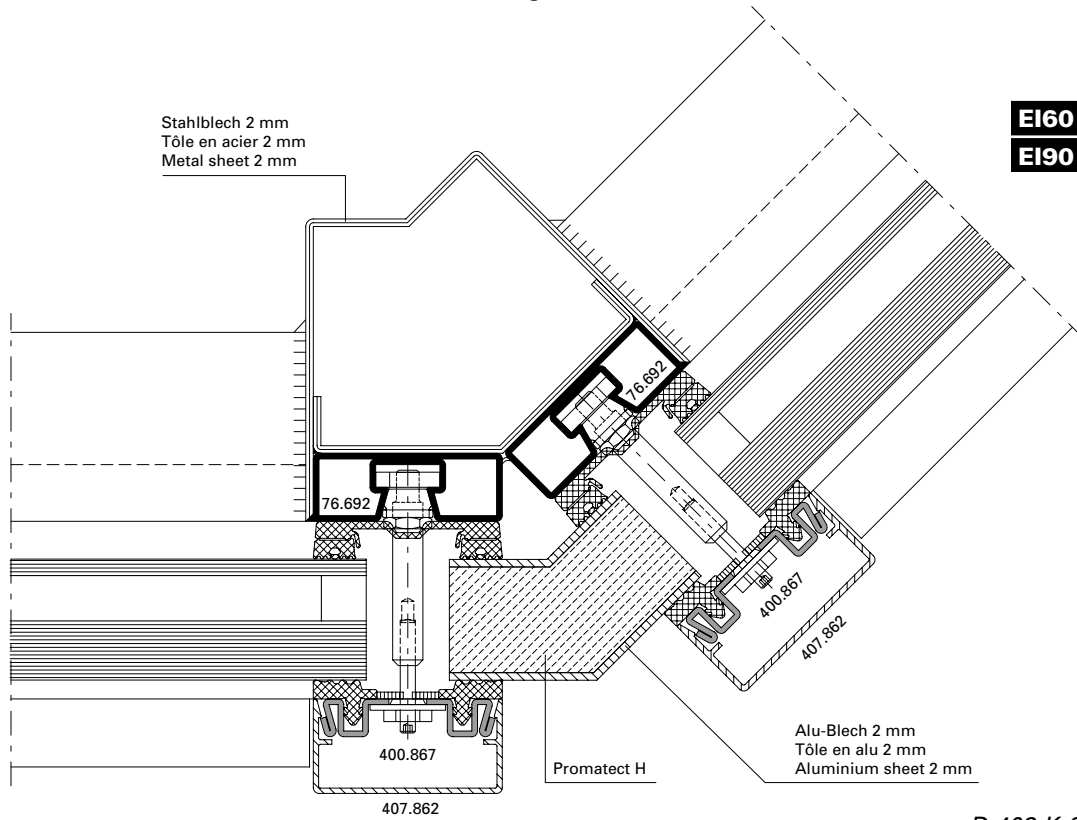 Stahlblech 2 mm
Tôle en acier 2 mm
Metal sheet 2 mm
EI60
EI90
76.692
76.692
400.867
407.862
400.867
407.862
Promatect H
Alu-Blech 2 mm
Tôle en alu 2 mm
Aluminium sheet 2 mm